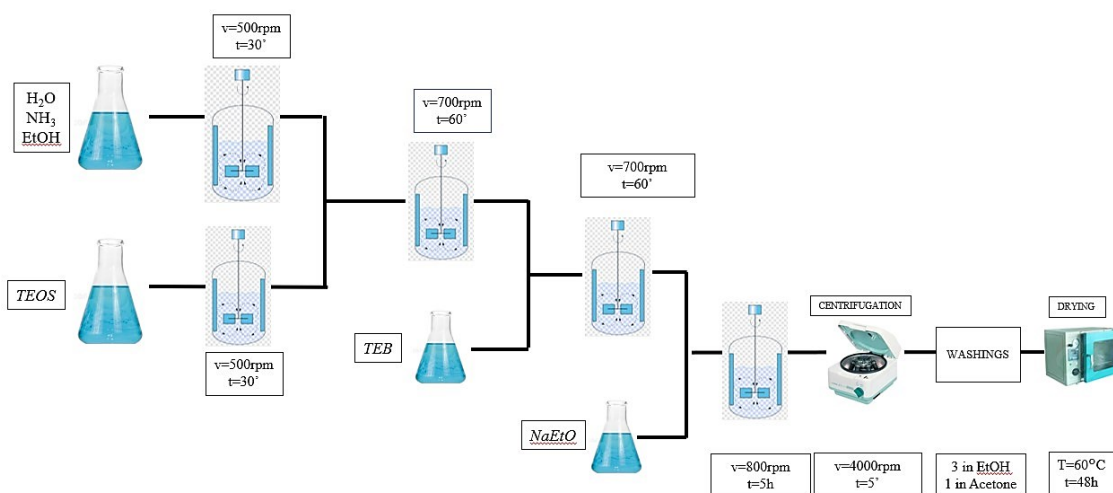 v=500rpm
t=30’
H₂O
NH₃
EtOH
v=700rpm
t=60’
v=700rpm
t=60’
TEOS
v=500rpm
t=30’
TEB
NaEtO
CENTRIFUGATION
DRYING
WASHINGS
v=800rpm
t=5h
v=4000rpm
t=5’
3 in EtOH
1 in Acetone
T=60°C
t=48h